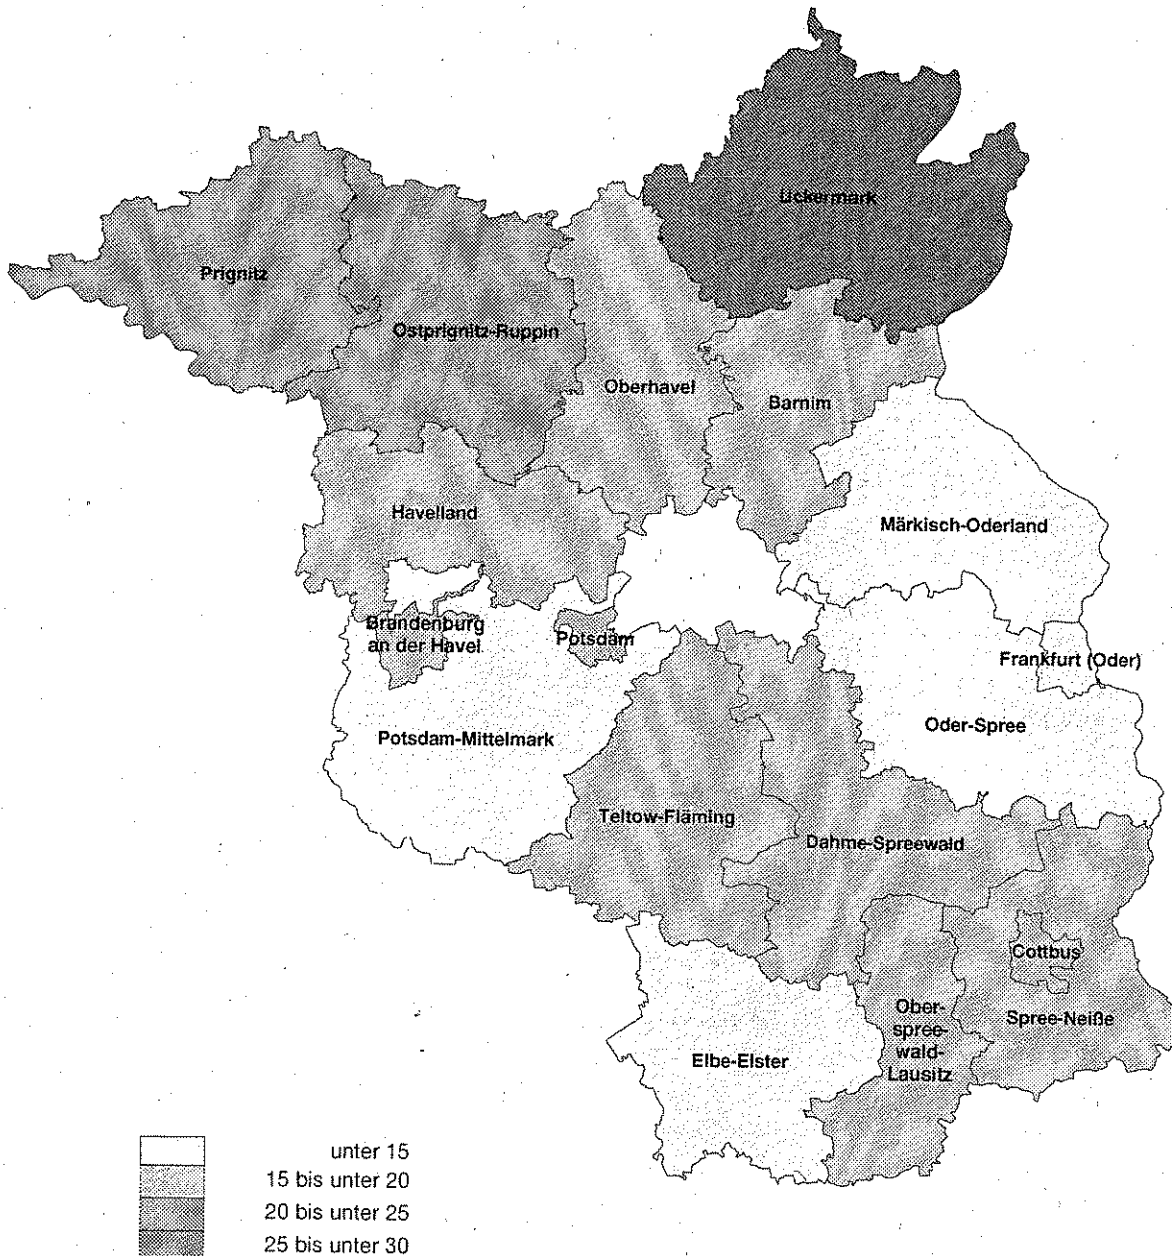 Uckermark
Prignitz
Ostprignitz-Ruppin
Oberhavel
Barnim
Havelland
Märkisch-Oderland
Brandenburg
an der Havel
Potsdam
Frankfurt (Oder)
Potsdam-Mittelmark
Oder-Spree
Teltow-Fläming
Dahme-Spreewald
Cottbus
Ober-
spree-
wald-
Lausitz
Spree-Neiße
Elbe-Elster
unter 15
15 bis unter 20
20 bis unter 25
25 bis unter 30